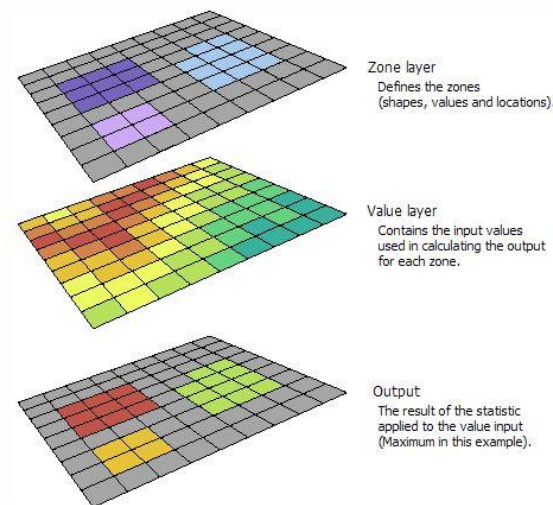 Zone layer
Defines the zones
(shapes, values and locations).
Value layer
Contains the input values
used in calculating the output
for each zone.
Output
The result of the statistic
applied to the value input
(Maximum in this example).